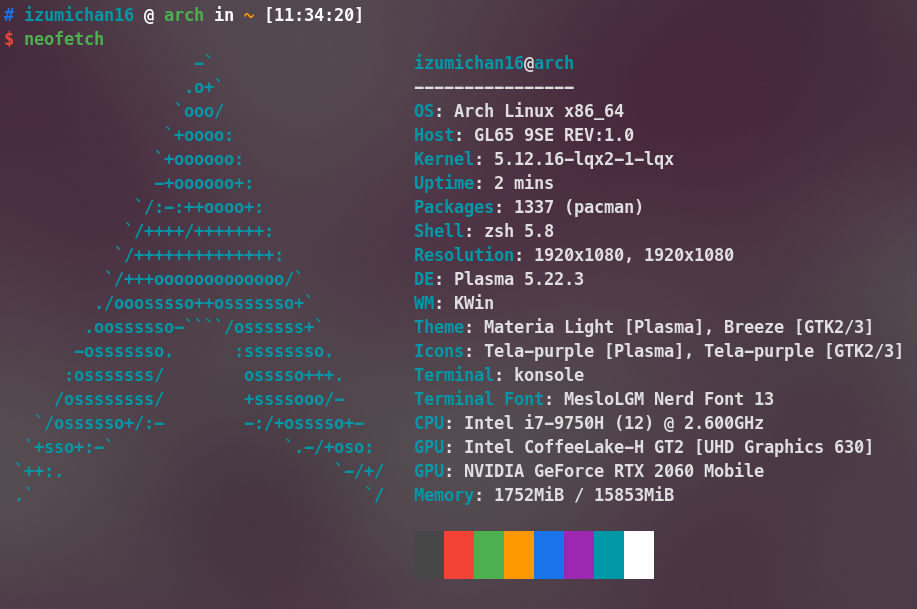 # izumichan16 @ arch in ~ [11:34:20]
$ neofetch
                  -`                     izumichan16@arch
                 .o+`                    ----------------
                `ooo/                    OS: Arch Linux x86_64
               `+oooo:                   Host: GL65 9SE REV:1.0
              `+oooooo:                  Kernel: 5.12.16-lqx2-1-lqx
              -+oooooo+:                 Uptime: 2 mins
            `/:-:++oooo+:                Packages: 1337 (pacman)
           `/++++/+++++++:               Shell: zsh 5.8
          `/++++++++++++++:              Resolution: 1920x1080, 1920x1080
         `/+++ooooooooooooo/`            DE: Plasma 5.22.3
        ./ooosssso++osssssso+`           WM: KWin
       .oossssso-````/ossssss+`          Theme: Materia Light [Plasma], Breeze [GTK2/3]
      -osssssso.      :ssssssso.         Icons: Tela-purple [Plasma], Tela-purple [GTK2/3]
     :osssssss/        osssso+++.        Terminal: konsole
    /ossssssss/        +ssssooo/-        Terminal Font: MesloLGM Nerd Font 13
  `/ossssso+/:-        -:/+osssso+-      CPU: Intel i7-9750H (12) @ 2.600GHz
 `+sso+:-`                 `.-/+oso:     GPU: Intel CoffeeLake-H GT2 [UHD Graphics 630]
`++:.                           `-/+/    GPU: NVIDIA GeForce RTX 2060 Mobile
.`                                 `/    Memory: 1752MiB / 15853MiB